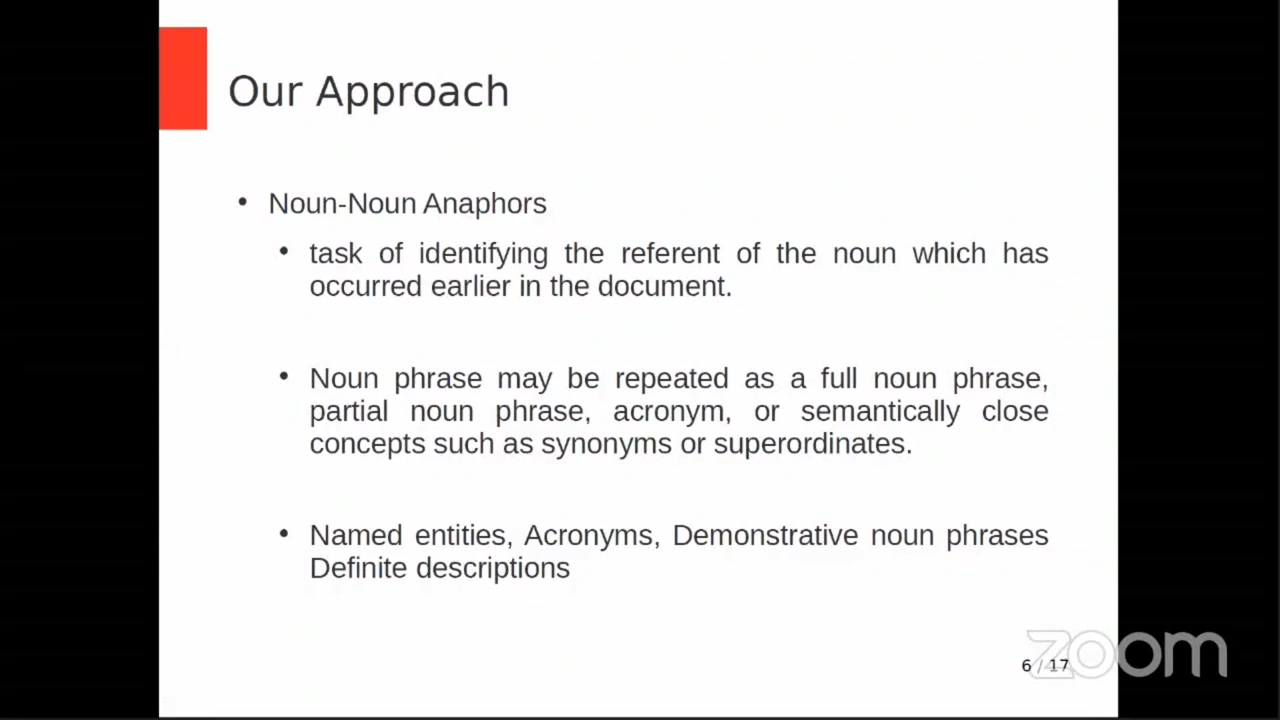 Our Approach
• Noun-Noun Anaphors
• task of identifying the referent of the noun which has
occurred earlier in the document.
• Noun phrase may be repeated as a full noun phrase,
partial noun phrase, acronym, or semantically close
concepts such as synonyms or superordinates.
• Named entities, Acronyms, Demonstrative noun phrases
Definite descriptions
6 / 17
zoom